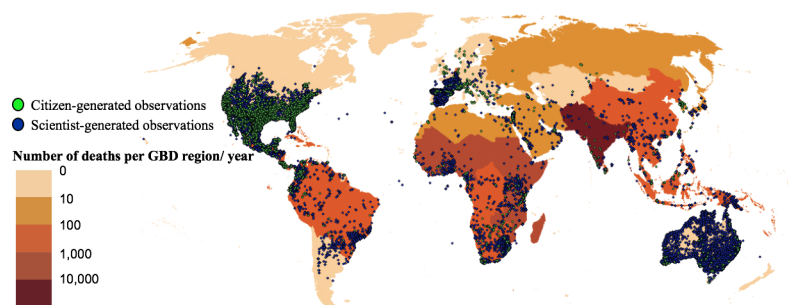 Citizen-generated observations
Scientist-generated observations
Number of deaths per GBD region/ year
0
10
100
1,000
10,000